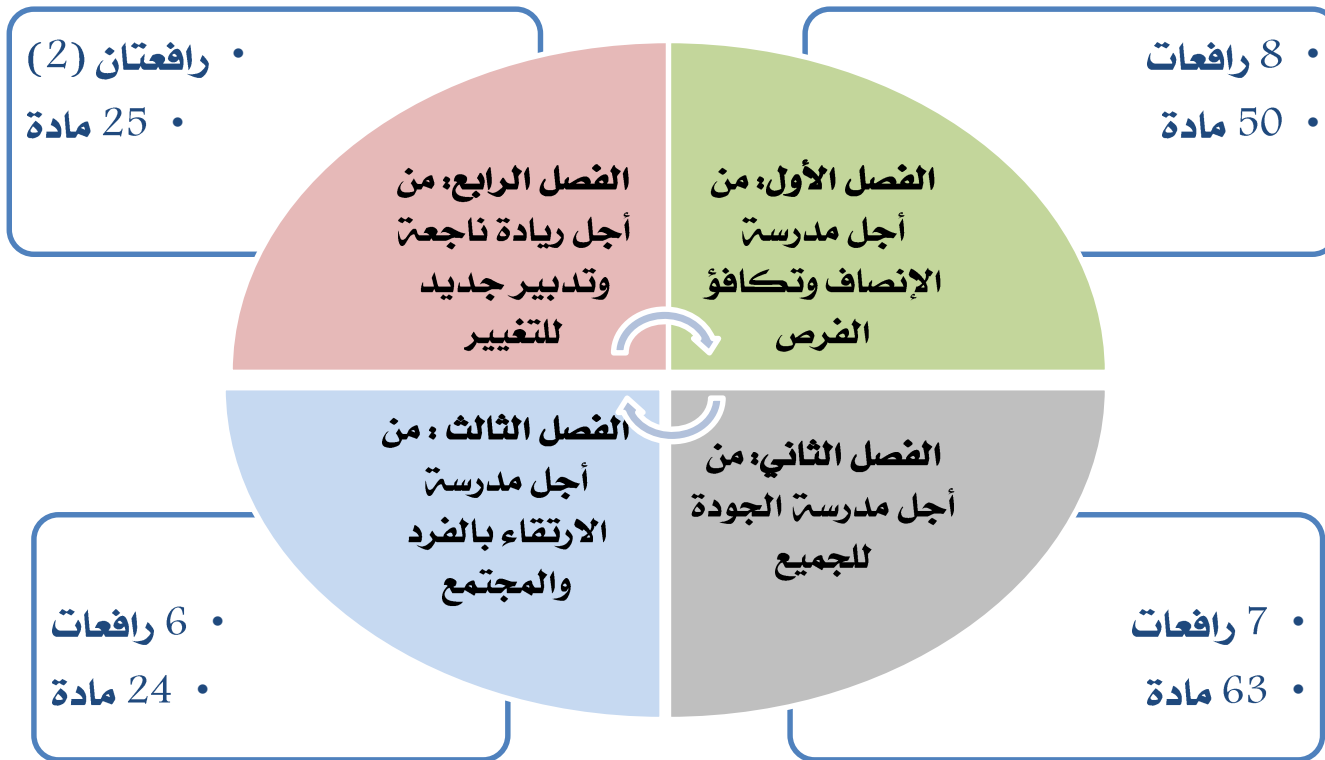 • 8 رافعات
• 50 مادة
الفصل الأول: من
أجل مدرسة
الإنصاف وتكافؤ
الفرص
• رافعتان (2)
• 25 مادة
الفصل الرابع: من
أجل ريادة ناجعة
وتدبير جديد
للتغيير
الفصل الثاني: من
أجل مدرسة الجودة
للجميع
• 7 رافعات
• 63 مادة
الفصل الثالث : من
أجل مدرسة
الارتقاء بالفرد
والمجتمع
• 6 رافعات
• 24 مادة